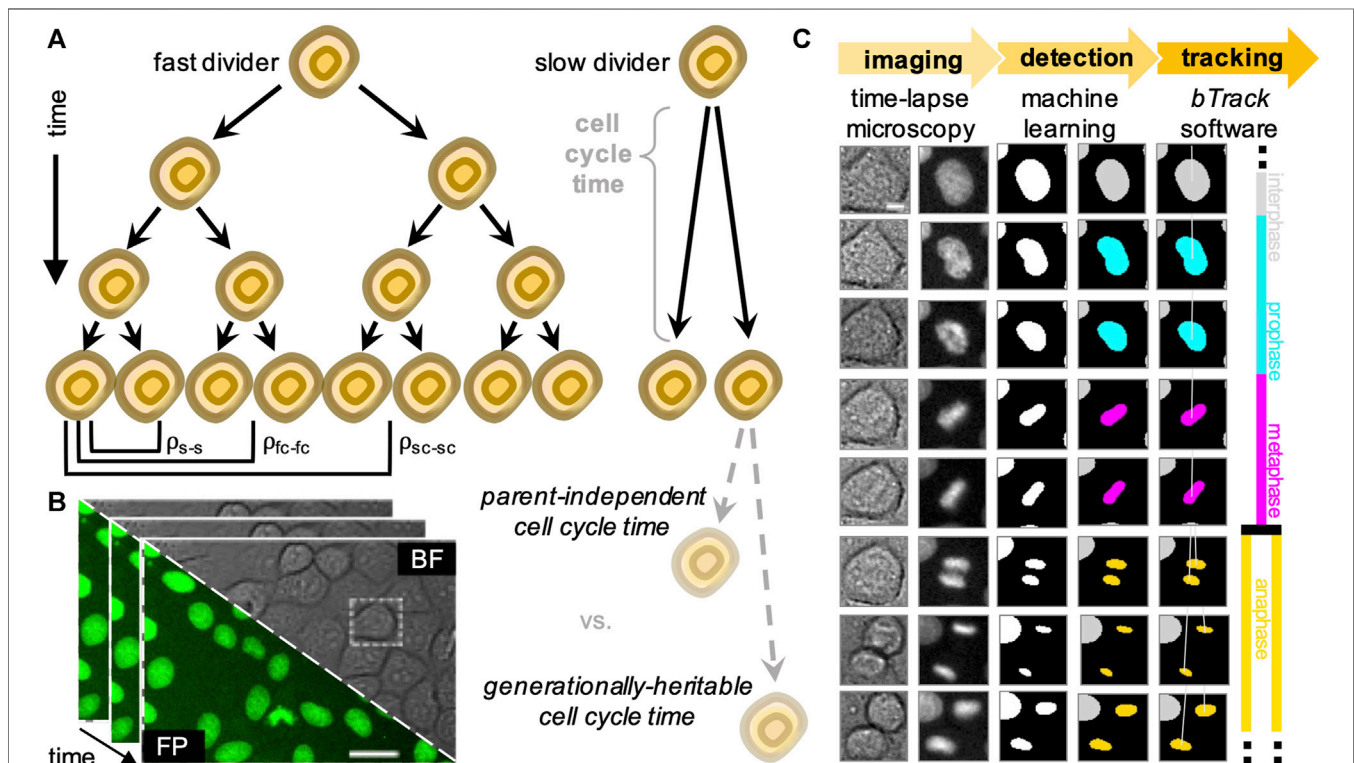 A
fast divider
slow divider
time
cell
cycle
time
ρs-s
ρfc-fc
ρsc-sc
parent-independent
cell cycle time
vs.
generationally-heritable
cell cycle time
B
BF
FP
time
C
imaging
detection
tracking
time-lapse
microscopy
machine
learning
bTrack
software
interphase
prophase
metaphase
anaphase